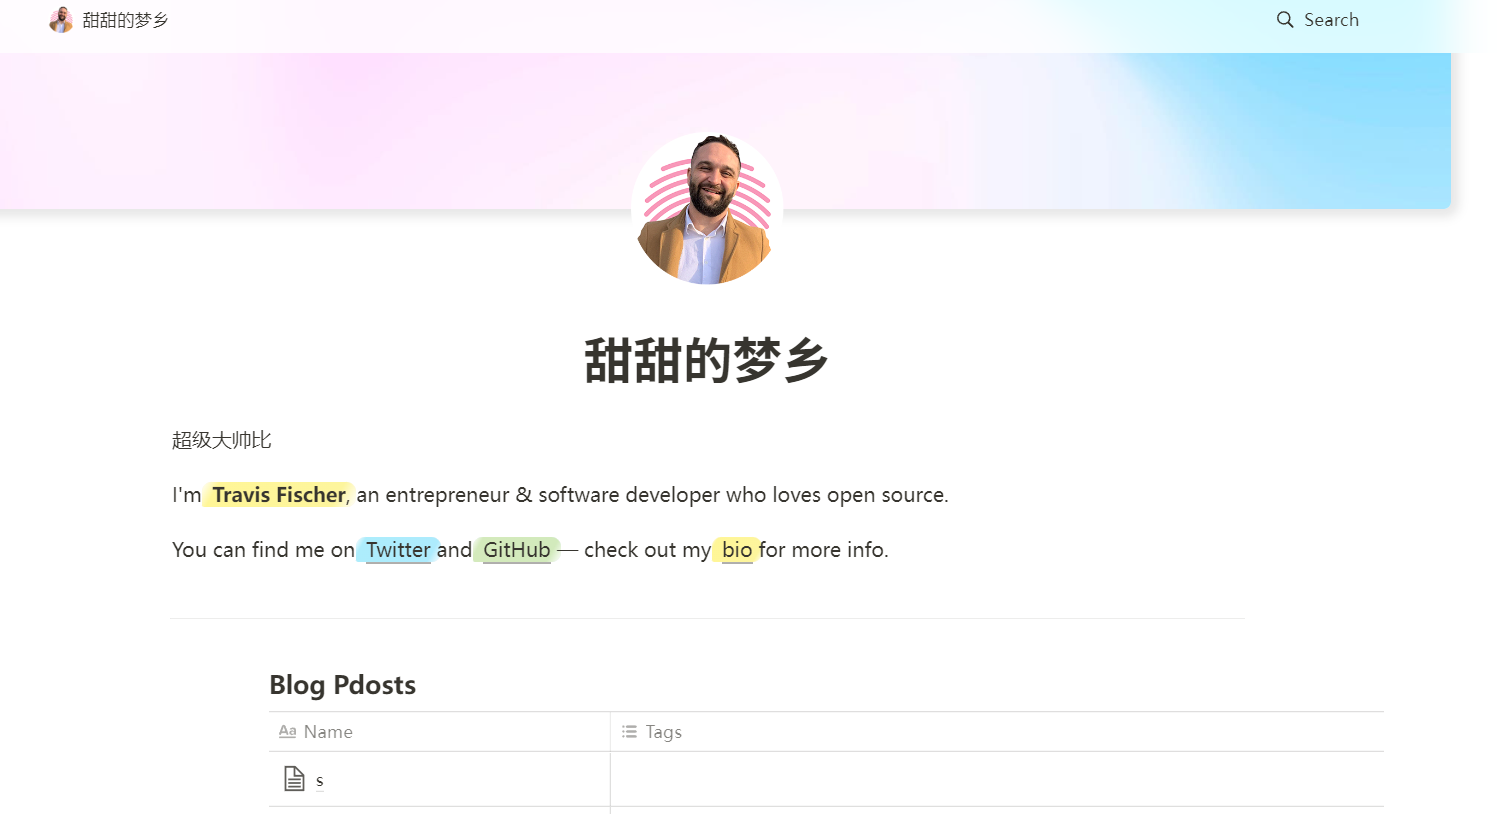 甜甜的梦乡
Search
甜甜的梦乡
超级大帅比
I'm Travis Fischer, an entrepreneur & software developer who loves open source.
You can find me on Twitter and GitHub — check out my bio for more info.
Blog Pdosts
Aa Name
Tags
s